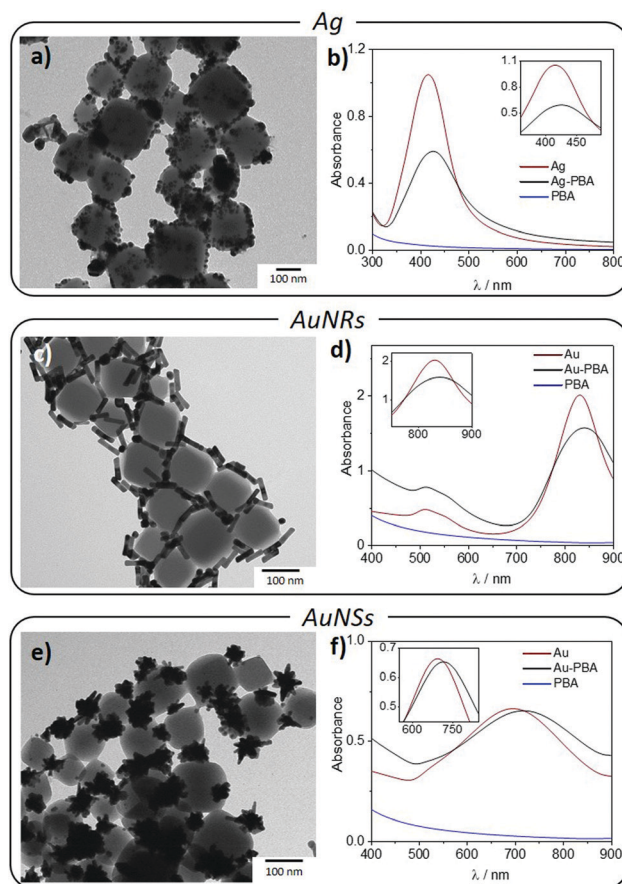 Ag
a)
100 nm
b)
Absorbance
1.2
0.8
0.4
0.0
300 400 500 600 700 800
λ / nm
1.1
0.8
0.5
400 450
Ag
Ag-PBA
PBA
AuNRs
c)
100 nm
d)
Absorbance
2
1
0
400 500 600 700 800 900
λ / nm
2
1
800 900
Au
Au-PBA
PBA
AuNSs
e)
100 nm
f)
Absorbance
1.0
0.5
0.0
400 500 600 700 800 900
λ / nm
0.7
0.6
0.5
600 750
Au
Au-PBA
PBA